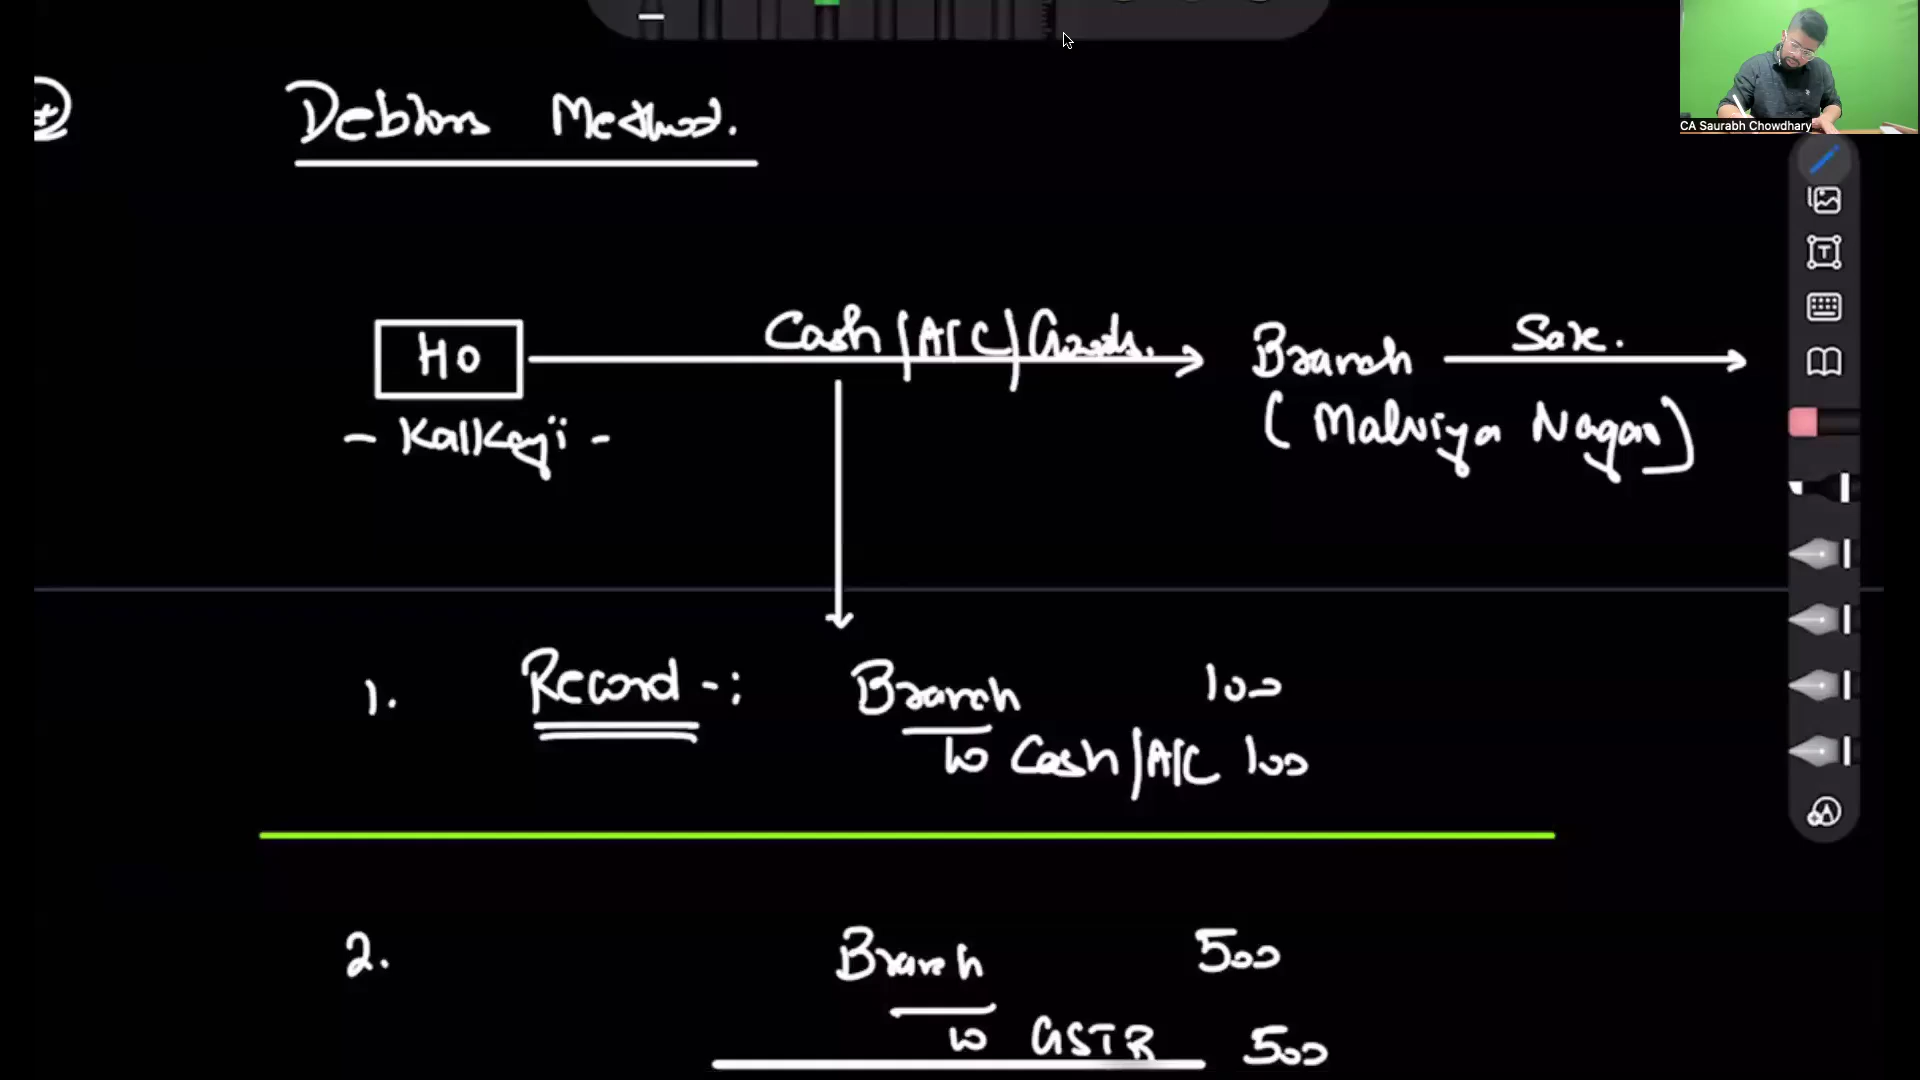 CA Saurabh Chowdhary
Debtors Method.
HO Cash/A/C/Goods. Branch Sale.
- Kalkaji - (Malviya Nagar)
1. Record -: Branch 100
to Cash/A/C 100
2. Branch 500
to GSTB 500